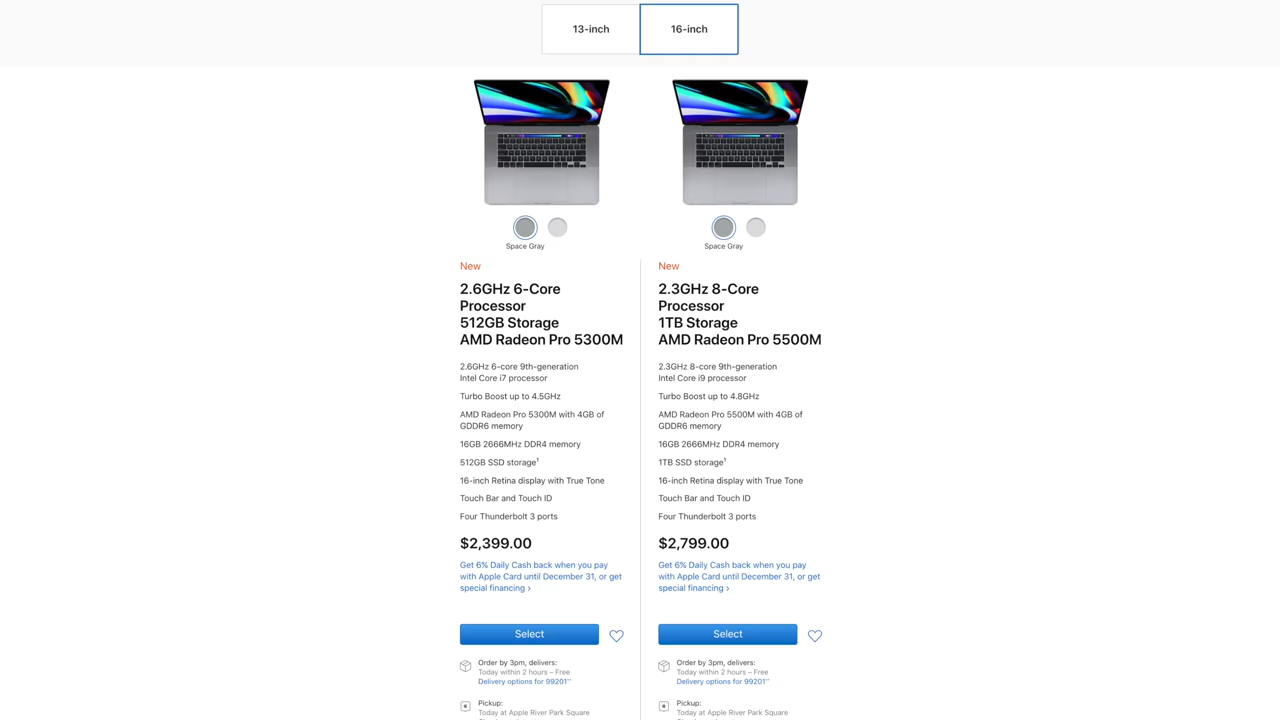 13-inch
16-inch
Space Gray
New
2.6GHz 6-Core
Processor
512GB Storage
AMD Radeon Pro 5300M
2.6GHz 6-core 9th-generation
Intel Core i7 processor
Turbo Boost up to 4.5GHz
AMD Radeon Pro 5300M with 4GB of
GDDR6 memory
16GB 2666MHz DDR4 memory
512GB SSD storage¹
16-inch Retina display with True Tone
Touch Bar and Touch ID
Four Thunderbolt 3 ports
$2,399.00
Get 6% Daily Cash back when you pay
with Apple Card until December 31, or get
special financing ›
Select
Order by 3pm, delivers:
Today within 2 hours – Free
Delivery options for 99201**
Pickup:
Today at Apple River Park Square
Space Gray
New
2.3GHz 8-Core
Processor
1TB Storage
AMD Radeon Pro 5500M
2.3GHz 8-core 9th-generation
Intel Core i9 processor
Turbo Boost up to 4.8GHz
AMD Radeon Pro 5500M with 4GB of
GDDR6 memory
16GB 2666MHz DDR4 memory
1TB SSD storage¹
16-inch Retina display with True Tone
Touch Bar and Touch ID
Four Thunderbolt 3 ports
$2,799.00
Get 6% Daily Cash back when you pay
with Apple Card until December 31, or get
special financing ›
Select
Order by 3pm, delivers:
Today within 2 hours – Free
Delivery options for 99201**
Pickup:
Today at Apple River Park Square